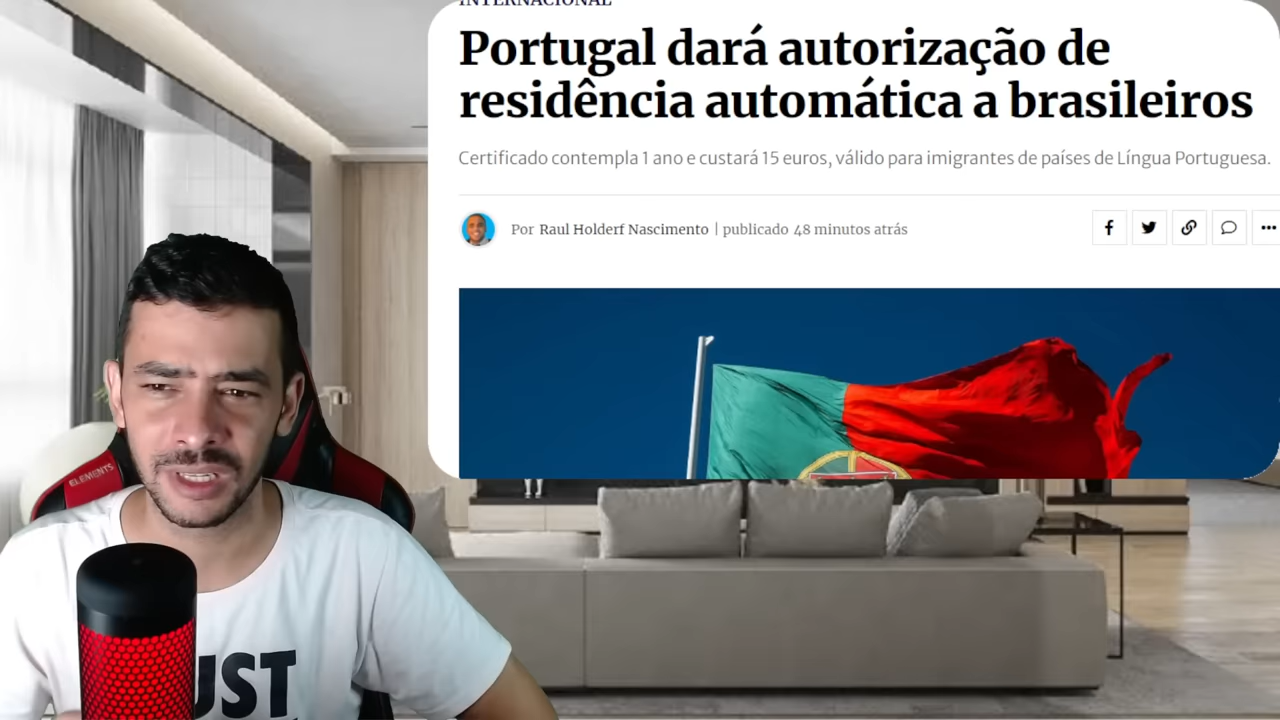 INTERNACIONAL
Portugal dará autorização de
residência automática a brasileiros
Certificado contempla 1 ano e custará 15 euros, válido para imigrantes de países de Língua Portuguesa.
Por Raul Holderf Nascimento | publicado 48 minutos atrás
ELEMENTS
UST